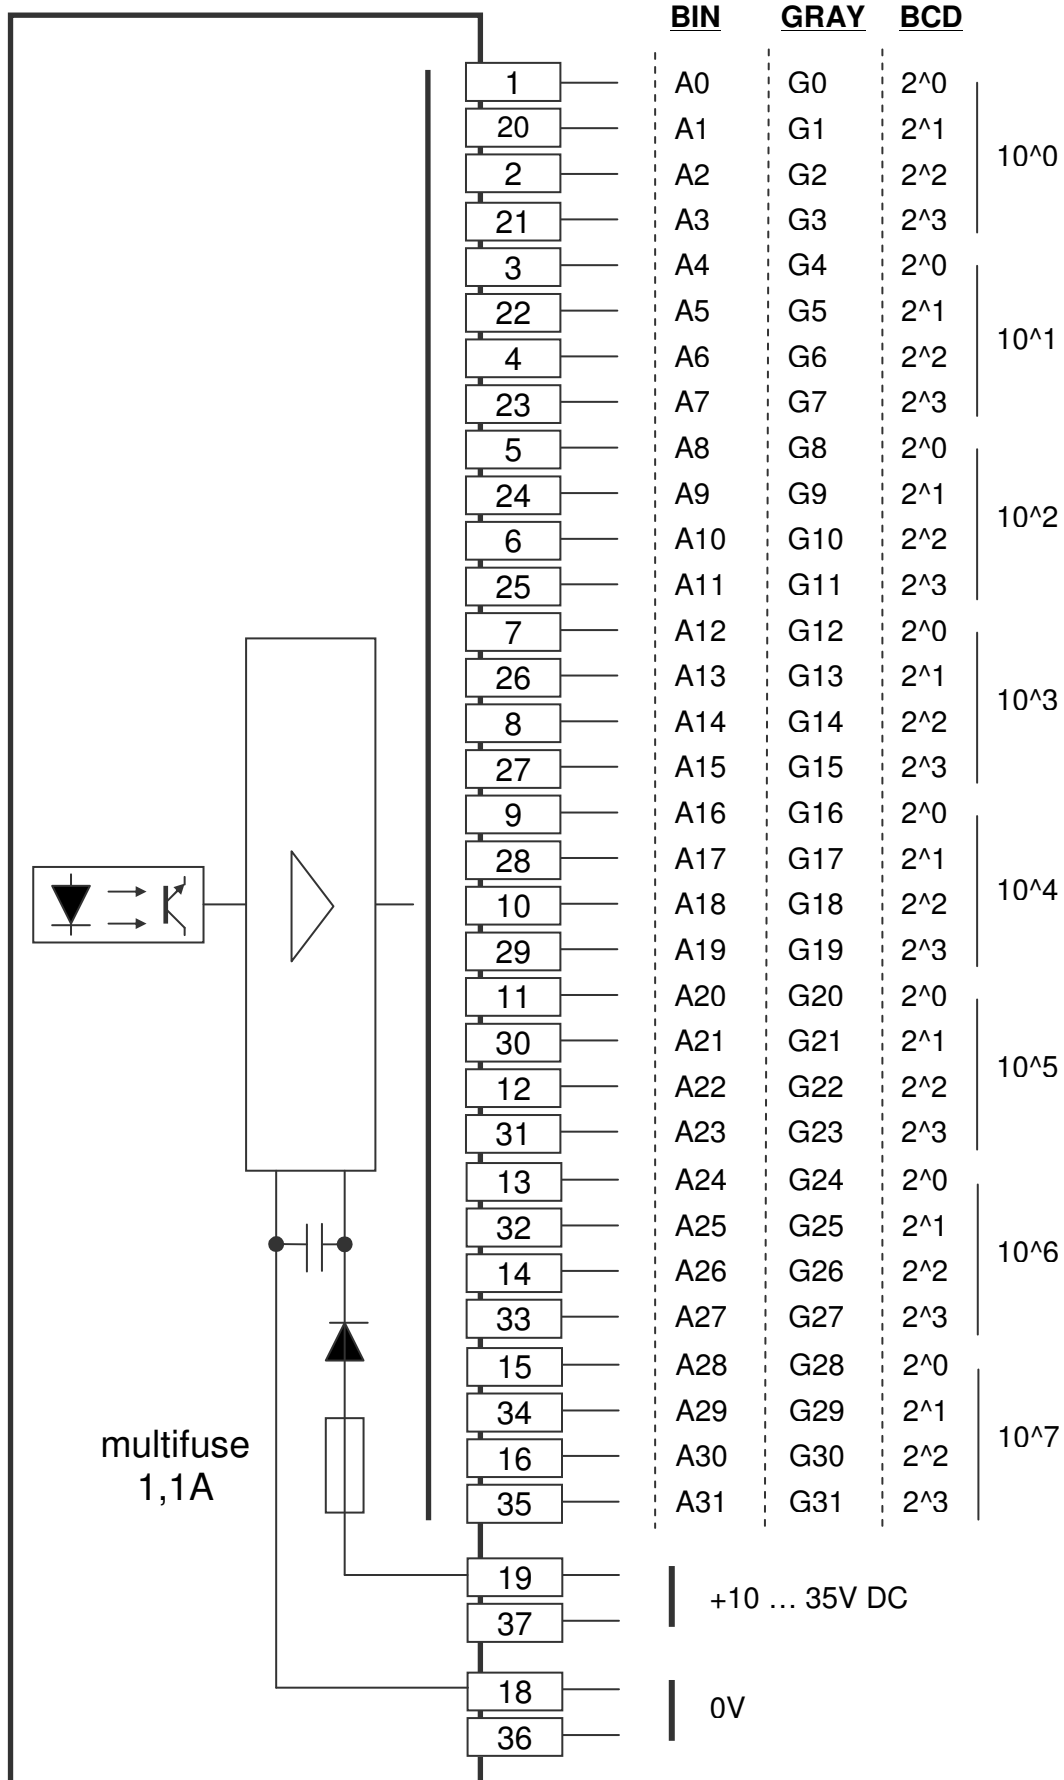 BIN GRAY BCD
1 A0 G0 2^0
20 A1 G1 2^1
10^0
2 A2 G2 2^2
21 A3 G3 2^3
3 A4 G4 2^0
22 A5 G5 2^1
10^1
4 A6 G6 2^2
23 A7 G7 2^3
5 A8 G8 2^0
24 A9 G9 2^1
10^2
6 A10 G10 2^2
25 A11 G11 2^3
7 A12 G12 2^0
26 A13 G13 2^1
10^3
8 A14 G14 2^2
27 A15 G15 2^3
9 A16 G16 2^0
28 A17 G17 2^1
10^4
10 A18 G18 2^2
29 A19 G19 2^3
11 A20 G20 2^0
30 A21 G21 2^1
10^5
12 A22 G22 2^2
31 A23 G23 2^3
13 A24 G24 2^0
32 A25 G25 2^1
10^6
14 A26 G26 2^2
33 A27 G27 2^3
15 A28 G28 2^0
34 A29 G29 2^1
10^7
16 A30 G30 2^2
35 A31 G31 2^3
multifuse
1,1A
19
+10 … 35V DC
37
18
0V
36